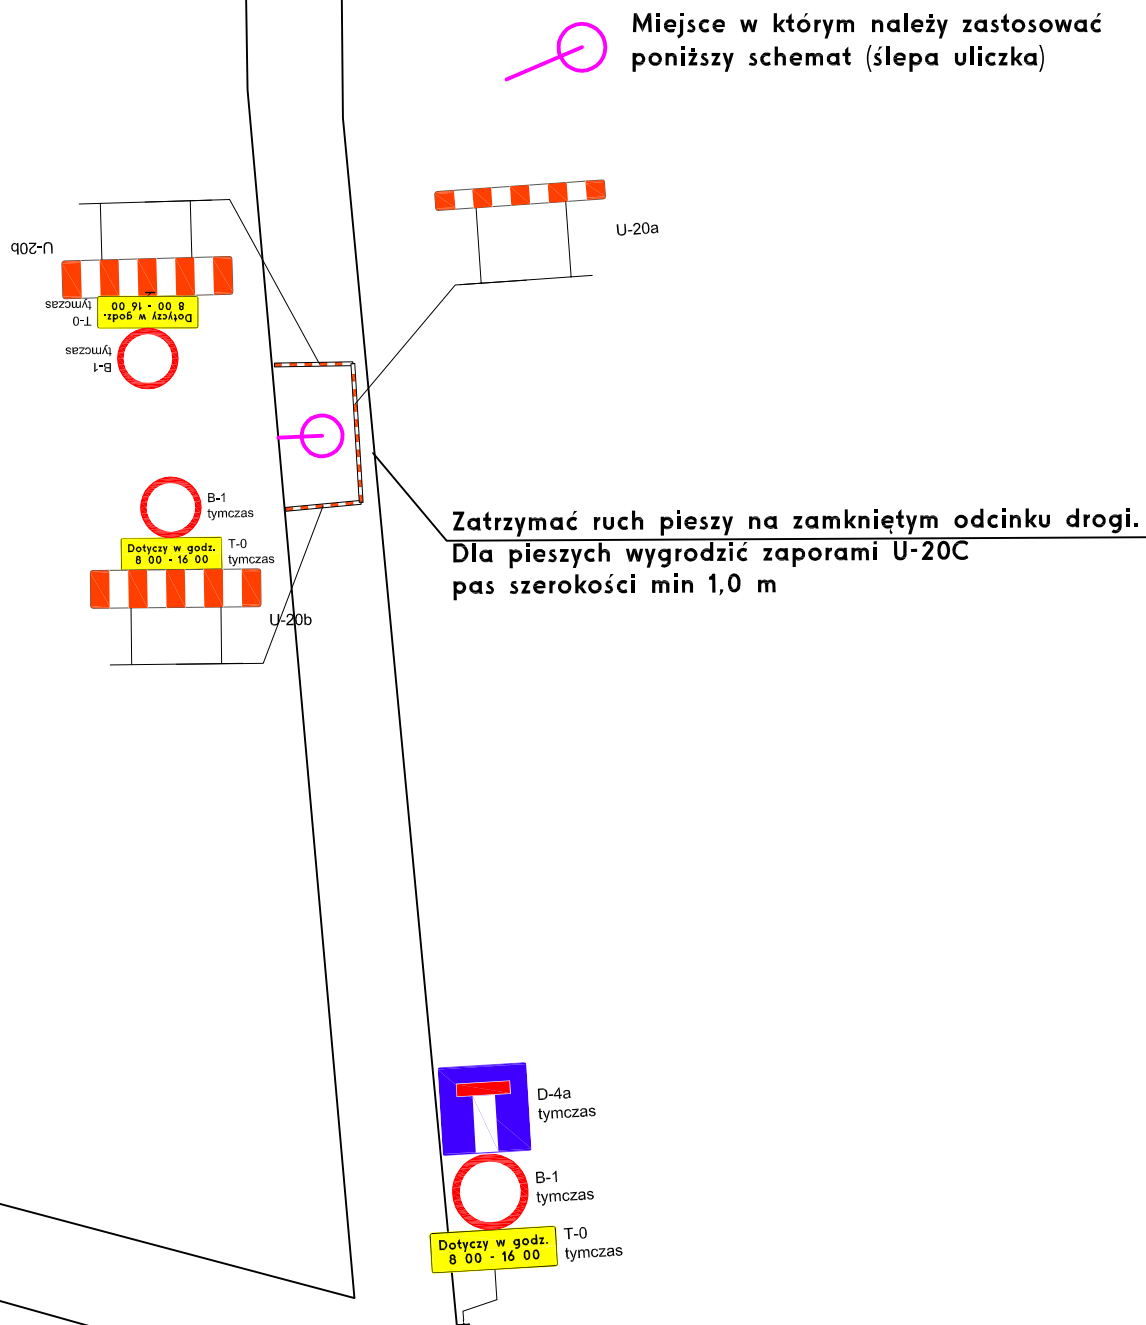 Miejsce w którym należy zastosować
poniższy schemat (ślepa uliczka)
U-20a
U-20b
Dotyczy w godz.
8 00 - 16 00
T-0
tymczas
B-1
tymczas
B-1
tymczas
Dotyczy w godz.
8 00 - 16 00
T-0
tymczas
U-20b
Zatrzymać ruch pieszy na zamkniętym odcinku drogi.
Dla pieszych wygrodzić zaporami U-20C
pas szerokości min 1,0 m
D-4a
tymczas
B-1
tymczas
Dotyczy w godz.
8 00 - 16 00
T-0
tymczas